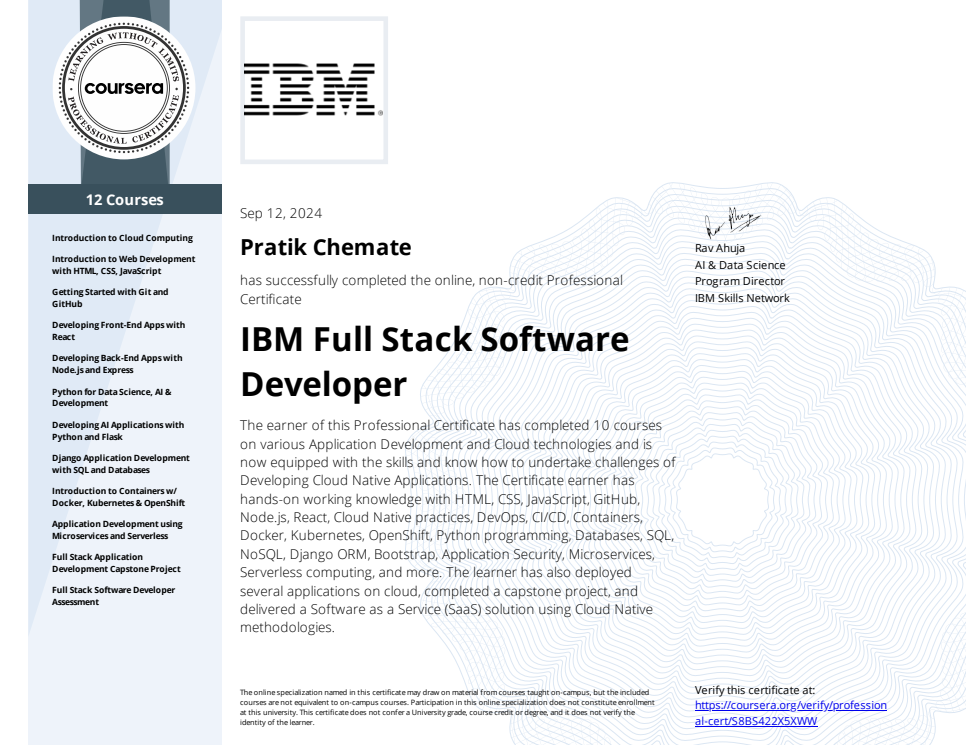 LEARNING WITHOUT LIMITS
coursera
PROFESSIONAL CERTIFICATE
12 Courses
Introduction to Cloud Computing
Introduction to Web Development
with HTML, CSS, JavaScript
Getting Started with Git and
GitHub
Developing Front-End Apps with
React
Developing Back-End Apps with
Node.js and Express
Python for Data Science, AI &
Development
Developing AI Applications with
Python and Flask
Django Application Development
with SQL and Databases
Introduction to Containers w/
Docker, Kubernetes & OpenShift
Application Development using
Microservices and Serverless
Full Stack Application
Development Capstone Project
Full Stack Software Developer
Assessment
IBM®
Sep 12, 2024
Pratik Chemate
has successfully completed the online, non-credit Professional
Certificate
IBM Full Stack Software
Developer
The earner of this Professional Certificate has completed 10 courses
on various Application Development and Cloud technologies and is
now equipped with the skills and know how to undertake challenges of
Developing Cloud Native Applications. The Certificate earner has
hands-on working knowledge with HTML, CSS, JavaScript, GitHub,
Node.js, React, Cloud Native practices, DevOps, CI/CD, Containers,
Docker, Kubernetes, OpenShift, Python programming, Databases, SQL,
NoSQL, Django ORM, Bootstrap, Application Security, Microservices,
Serverless computing, and more. The learner has also deployed
several applications on cloud, completed a capstone project, and
delivered a Software as a Service (SaaS) solution using Cloud Native
methodologies.
The online specialization named in this certificate may draw on material from courses taught on-campus, but the included
courses are not equivalent to on-campus courses. Participation in this online specialization does not constitute enrollment
at this university. This certificate does not confer a University grade, course credit or degree, and it does not verify the
identity of the learner.
Rav Ahuja
Rav Ahuja
AI & Data Science
Program Director
IBM Skills Network
Verify this certificate at:
https://coursera.org/verify/profession
al-cert/S8BS422X5XWW